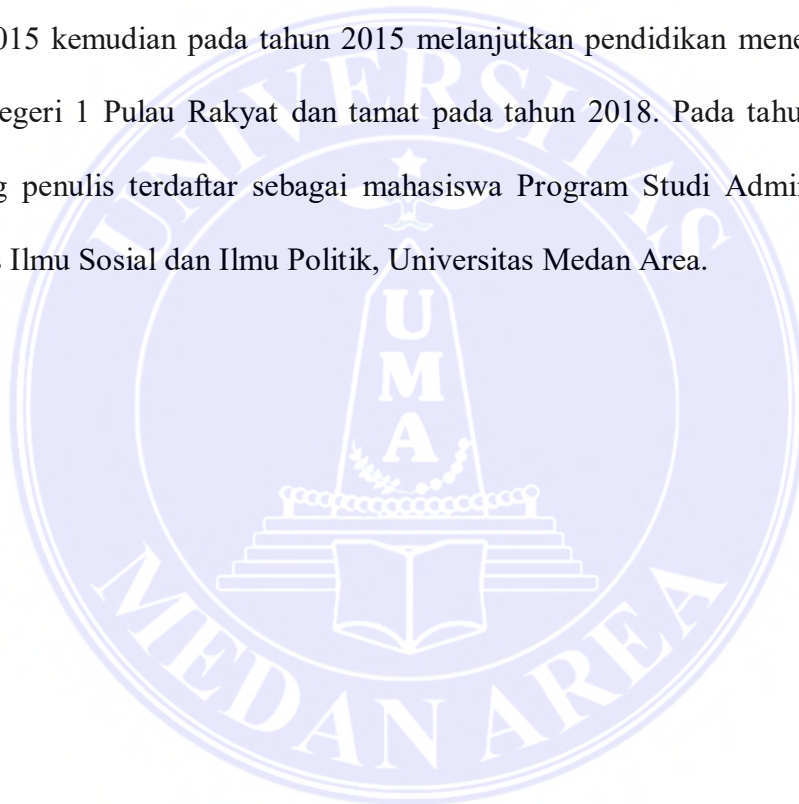 015 kemudian pada tahun 2015 melanjutkan pendidikan mene
egeri 1 Pulau Rakyat dan tamat pada tahun 2018. Pada tahu
g penulis terdaftar sebagai mahasiswa Program Studi Admi
s Ilmu Sosial dan Ilmu Politik, Universitas Medan Area.
UNIVERSITAS
U
M
A
MEDAN AREA